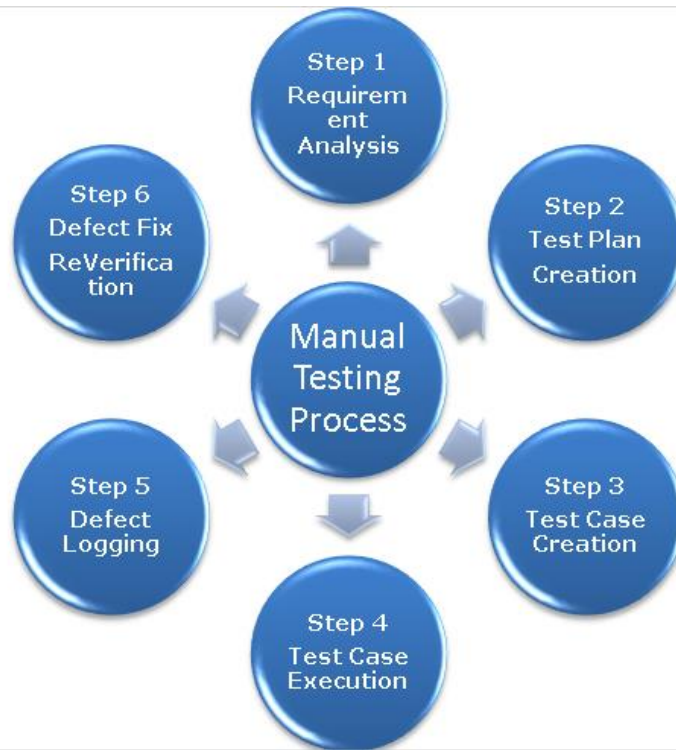 Step 1
Requirem
ent
Analysis
Step 2
Test Plan
Creation
Step 3
Test Case
Creation
Step 4
Test Case
Execution
Step 5
Defect
Logging
Step 6
Defect Fix
ReVerifica
tion
Manual
Testing
Process